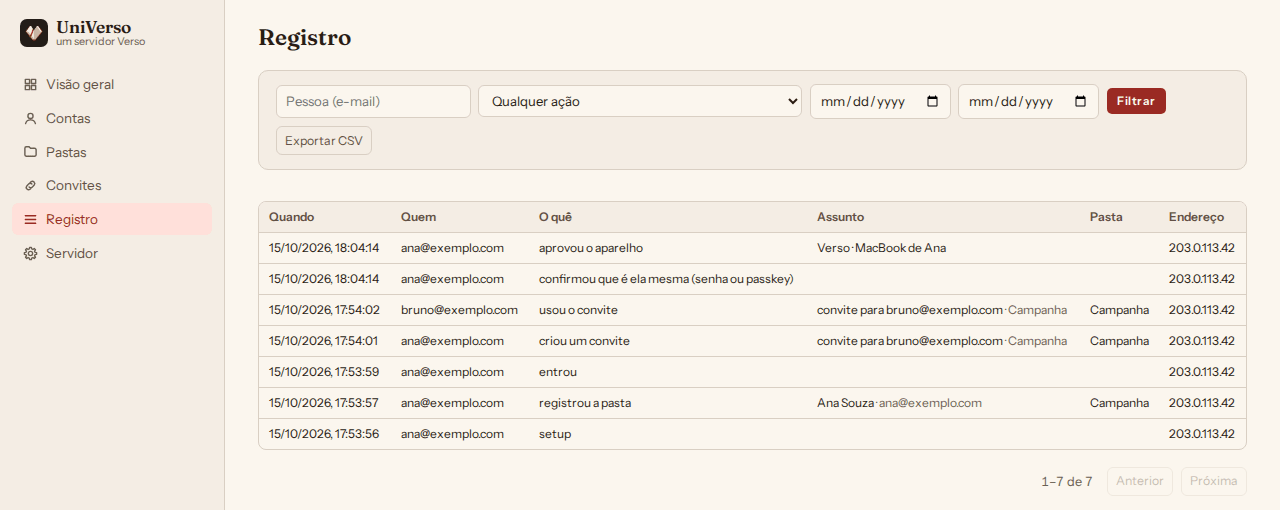 UniVerso
um servidor Verso
Visão geral
Contas
Pastas
Convites
Registro
Servidor
Registro
Pessoa (e-mail) Qualquer ação mm/dd/yyyy mm/dd/yyyy Filtrar
Exportar CSV
Quando Quem O quê Assunto Pasta Endereço
15/10/2026, 18:04:14 ana@exemplo.com aprovou o aparelho Verso · MacBook de Ana 203.0.113.42
15/10/2026, 18:04:14 ana@exemplo.com confirmou que é ela mesma (senha ou passkey) 203.0.113.42
15/10/2026, 17:54:02 bruno@exemplo.com usou o convite convite para bruno@exemplo.com · Campanha Campanha 203.0.113.42
15/10/2026, 17:54:01 ana@exemplo.com criou um convite convite para bruno@exemplo.com · Campanha Campanha 203.0.113.42
15/10/2026, 17:53:59 ana@exemplo.com entrou 203.0.113.42
15/10/2026, 17:53:57 ana@exemplo.com registrou a pasta Ana Souza · ana@exemplo.com Campanha 203.0.113.42
15/10/2026, 17:53:56 ana@exemplo.com setup 203.0.113.42
1–7 de 7 Anterior Próxima